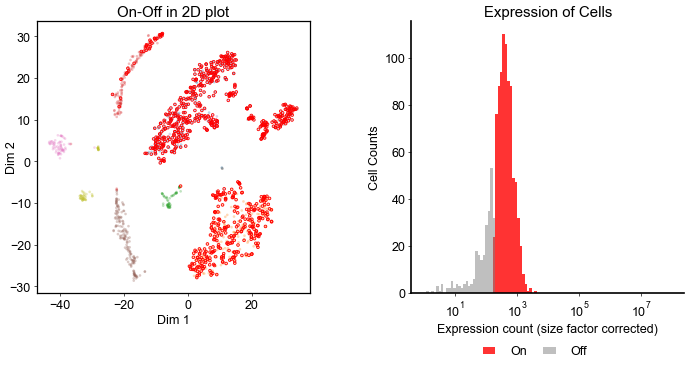 On-Off in 2D plot
Dim 2
30
20
10
0
−10
−20
−30
−40
−20
0
20
Dim 1
Expression of Cells
Cell Counts
100
80
60
40
20
0
10^1
10^3
10^5
10^7
Expression count (size factor corrected)
On
Off